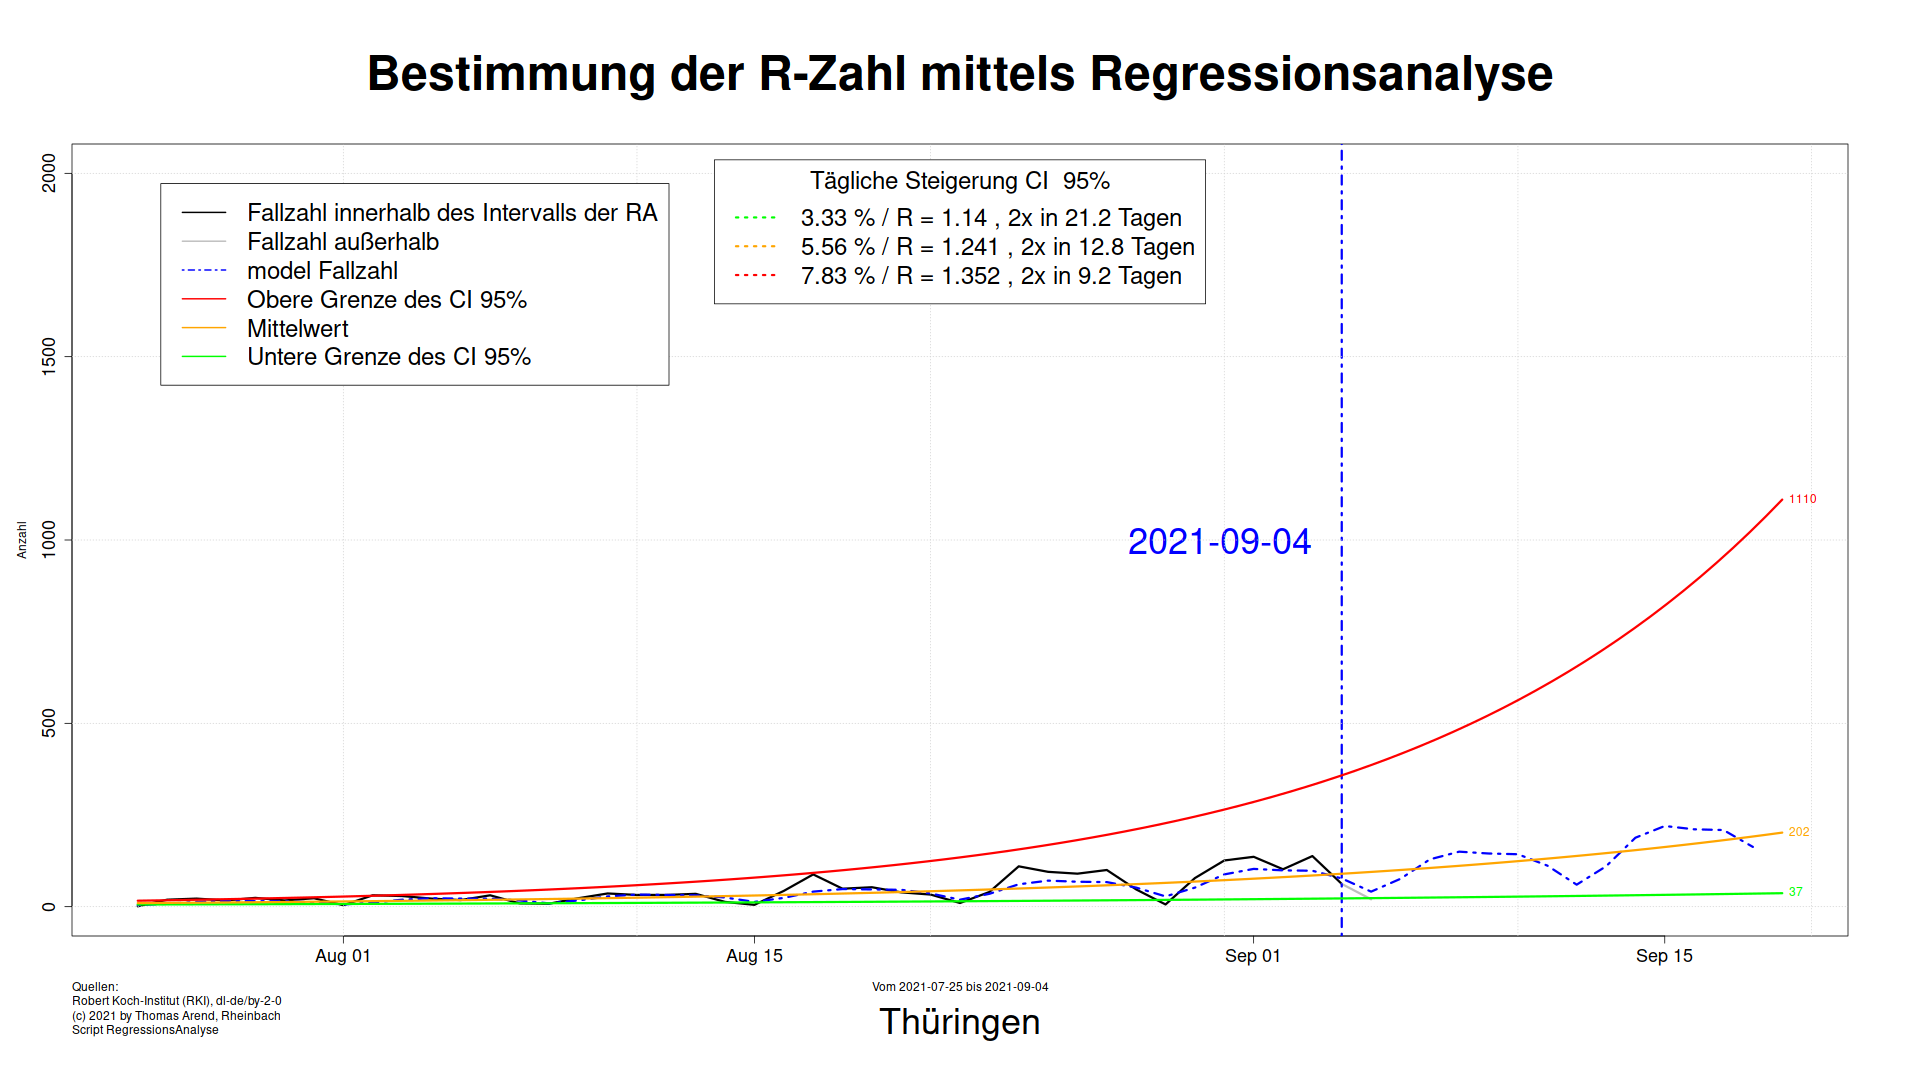 Bestimmung der R-Zahl mittels Regressionsanalyse
Fallzahl innerhalb des Intervalls der RA
Fallzahl außerhalb
model Fallzahl
Obere Grenze des CI 95%
Mittelwert
Untere Grenze des CI 95%
Tägliche Steigerung CI  95%
3.33 % / R = 1.14 , 2x in 21.2 Tagen
5.56 % / R = 1.241 , 2x in 12.8 Tagen
7.83 % / R = 1.352 , 2x in 9.2 Tagen
2000
1500
1000
500
0
Anzahl
2021-09-04
1110
202
37
Aug 01
Aug 15
Sep 01
Sep 15
Quellen:
Robert Koch-Institut (RKI), dl-de/by-2-0
(c) 2021 by Thomas Arend, Rheinbach
Script RegressionsAnalyse
Vom 2021-07-25 bis 2021-09-04
Thüringen